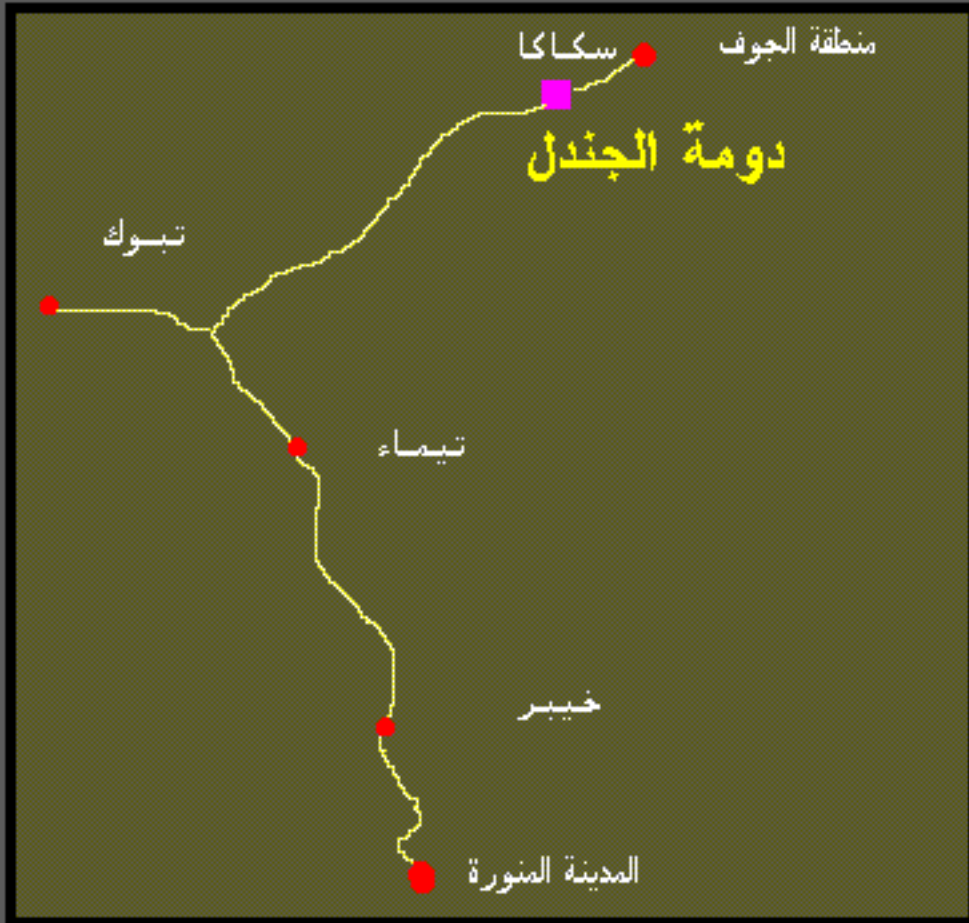 منطقة الجوف
سكاكا
دومة الجندل
تبوك
تيماء
خيبر
المدينة المنورة